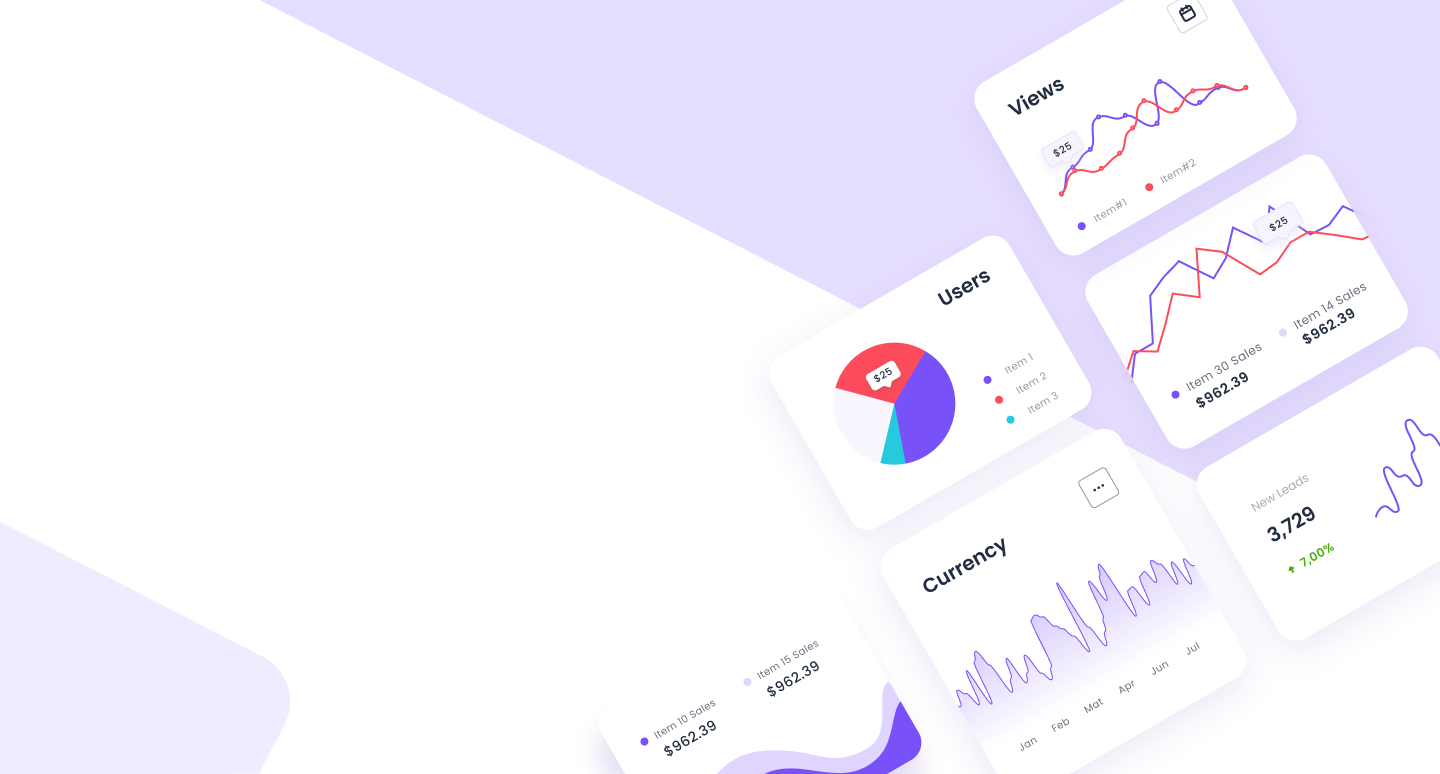 Views
$25
Item#1
Item#2
$25
Item 30 Sales
$962.39
Item 14 Sales
$962.39
Users
$25
Item 1
Item 2
Item 3
New Leads
3,729
7,00%
Currency
Jan
Feb
Mat
Apr
Jun
Jul
Item 10 Sales
$962.39
Item 15 Sales
$962.39